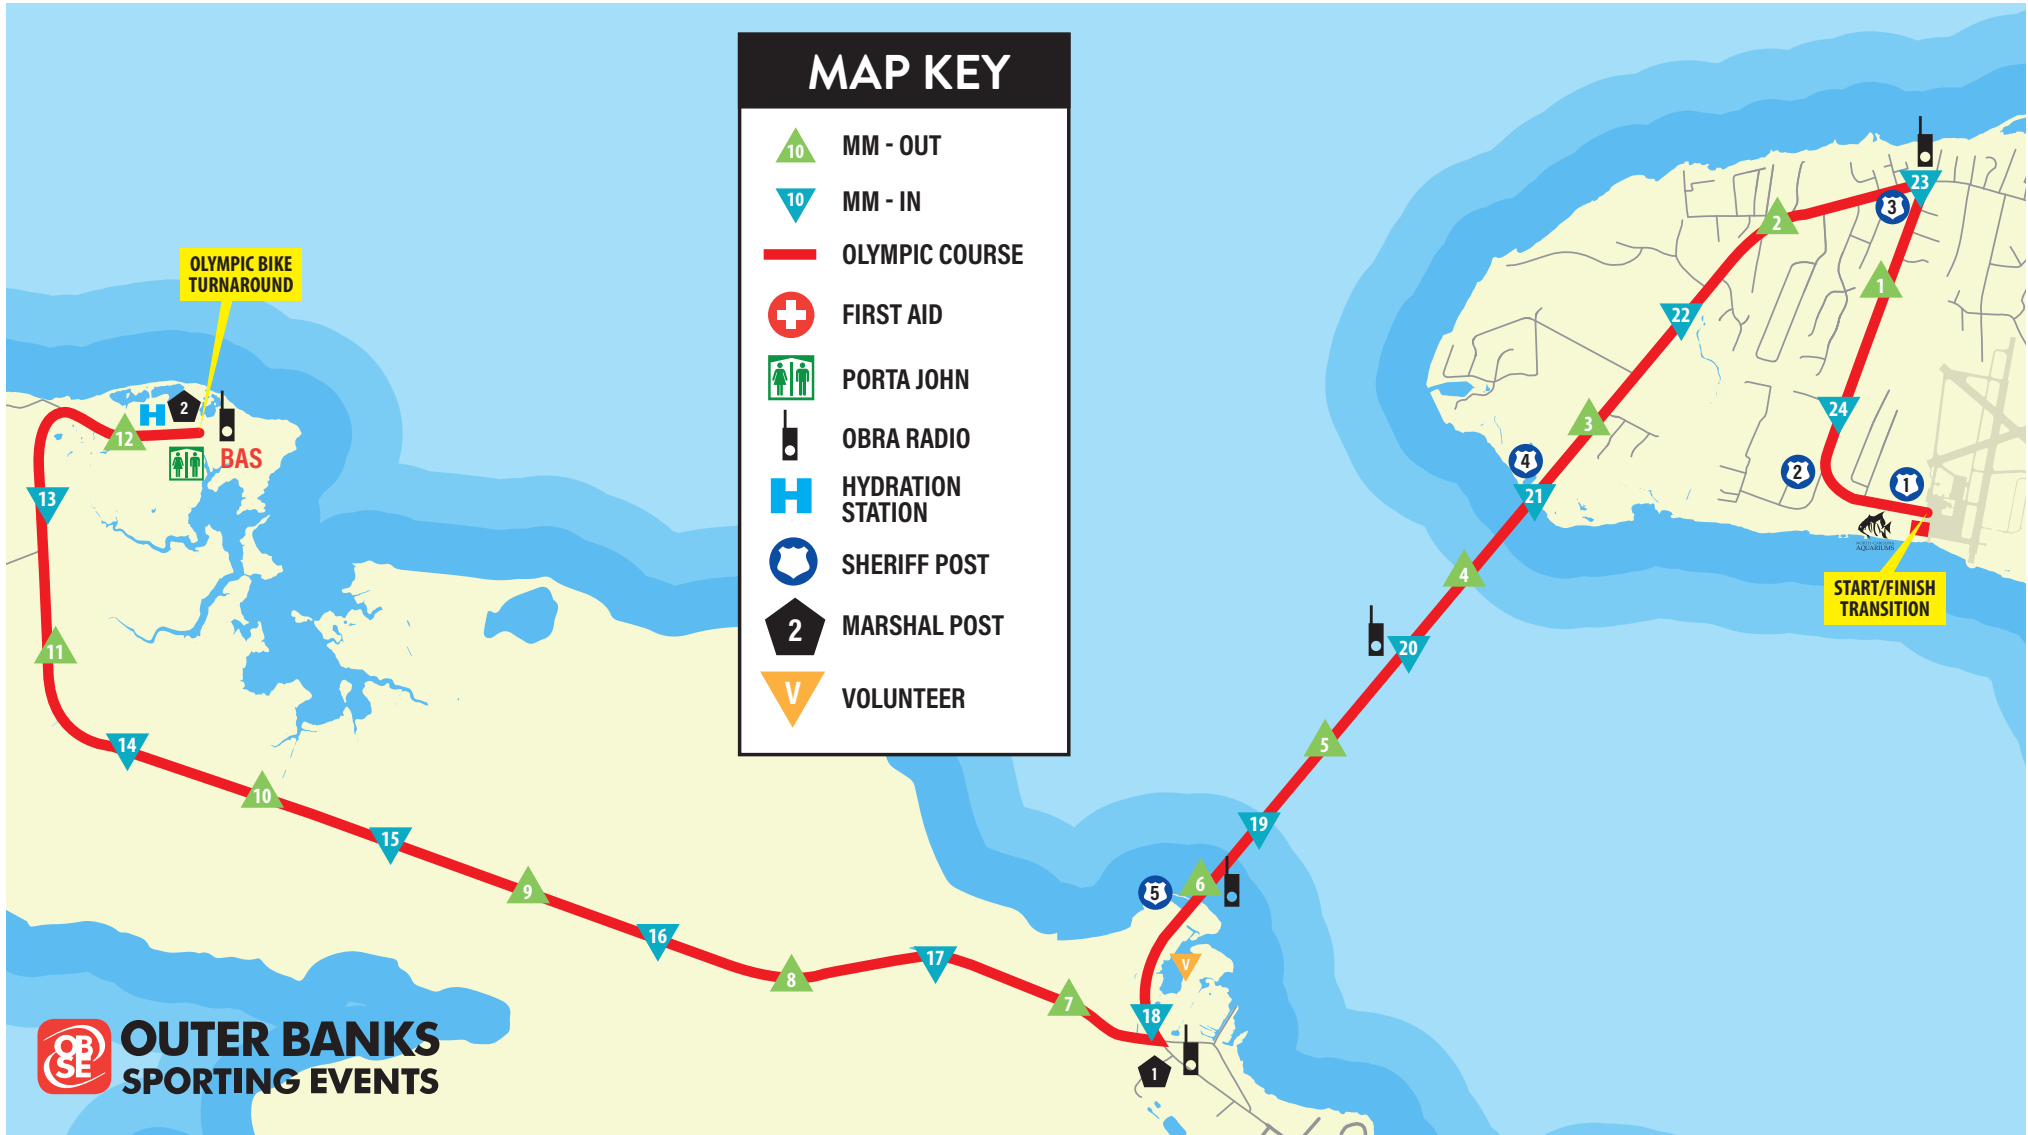 MAP KEY
10 MM - OUT
10 MM - IN
OLYMPIC COURSE
FIRST AID
PORTA JOHN
OBRA RADIO
H HYDRATION
STATION
SHERIFF POST
2 MARSHAL POST
V VOLUNTEER
OLYMPIC BIKE
TURNAROUND
H
2
12
BAS
13
11
14
10
15
9
16
8
17
7
18
1
V
5
6
19
5
20
4
21
4
3
22
2
23
3
1
24
2
1
AQUARIUMS
START/FINISH
TRANSITION
OB
SE
OUTER BANKS
SPORTING EVENTS